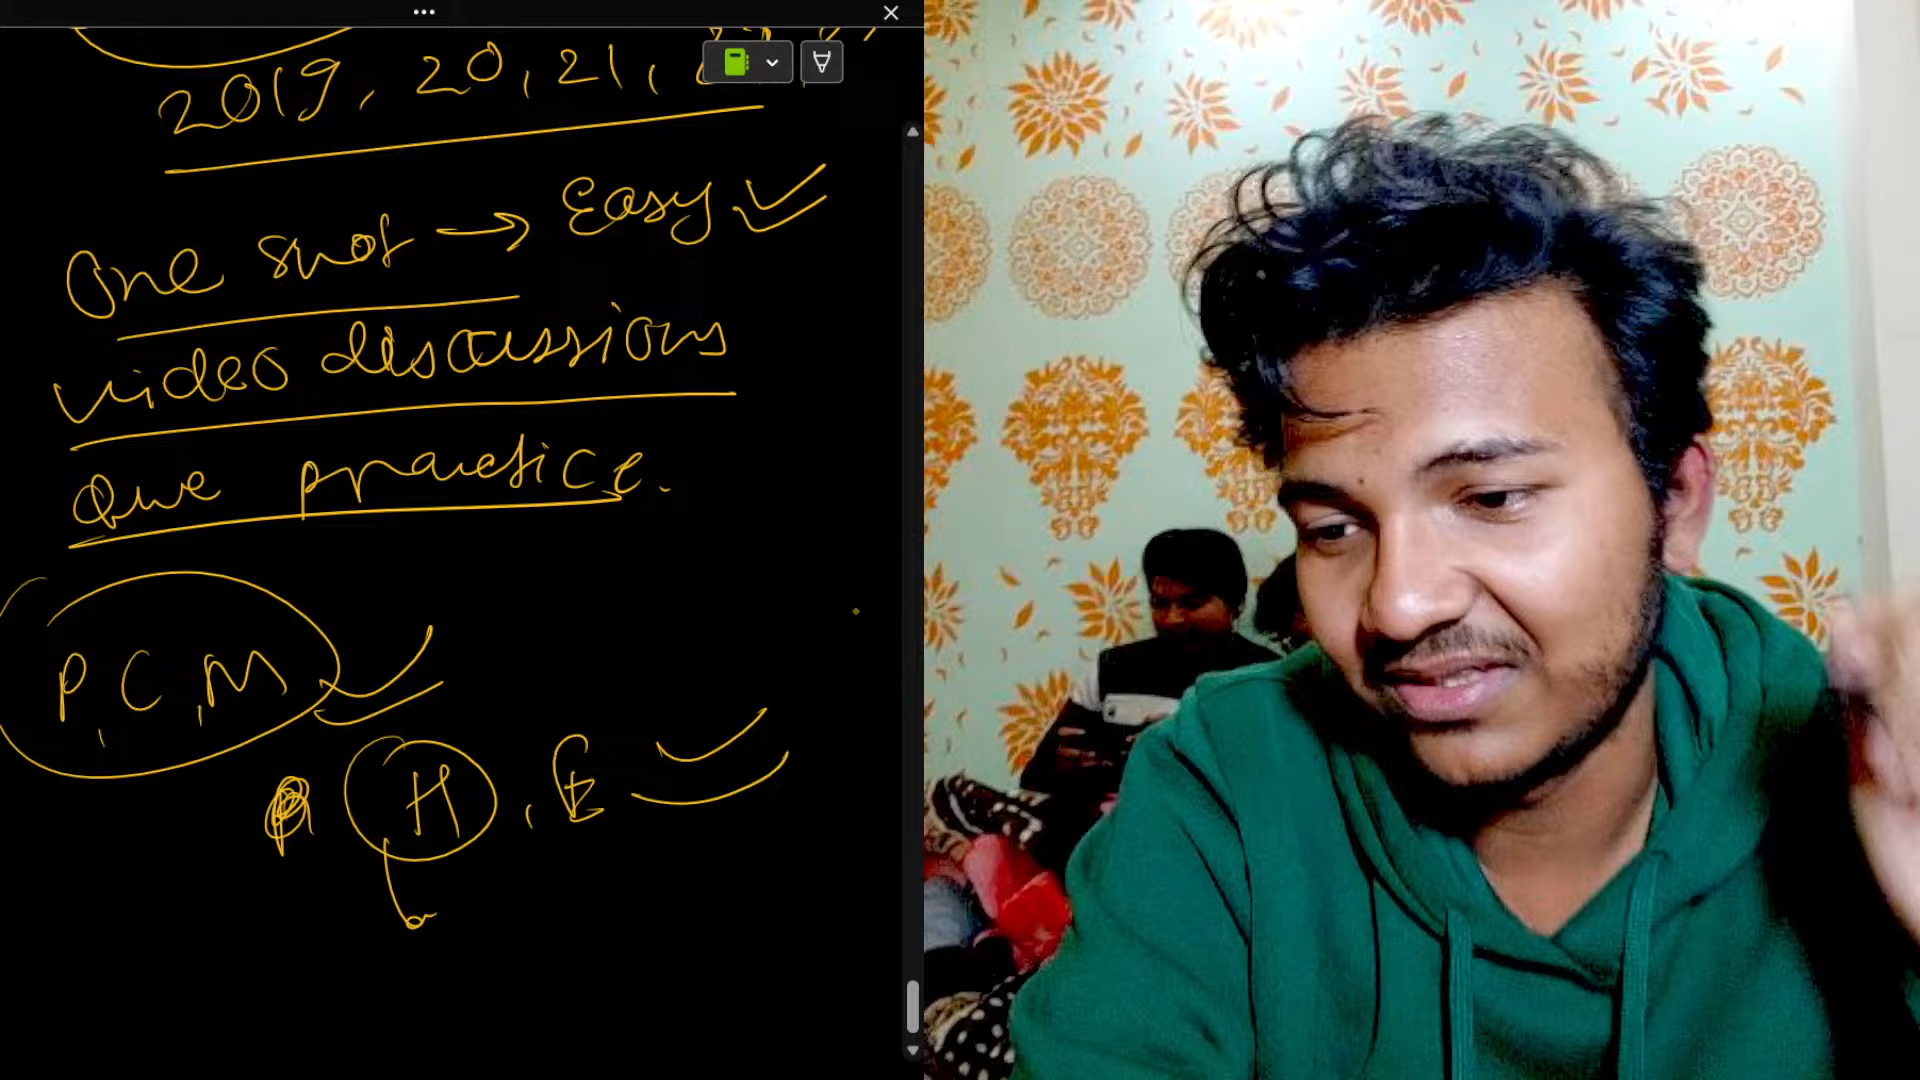 2019, 20, 21,
One shot → Easy
video discussions
Que practice.
P, C, M
H, E